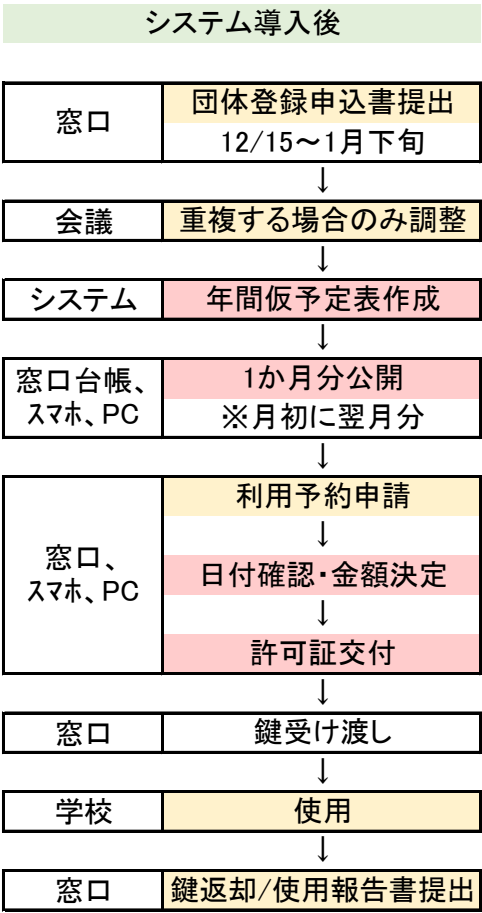 システム導入後
窓口
団体登録申込書提出
12/15～1月下旬
↓
会議
重複する場合のみ調整
↓
システム
年間仮予定表作成
↓
窓口台帳、
スマホ、PC
1か月分公開
※月初に翌月分
↓
窓口、
スマホ、PC
利用予約申請
↓
日付確認・金額決定
↓
許可証交付
↓
窓口
鍵受け渡し
↓
学校
使用
↓
窓口
鍵返却/使用報告書提出